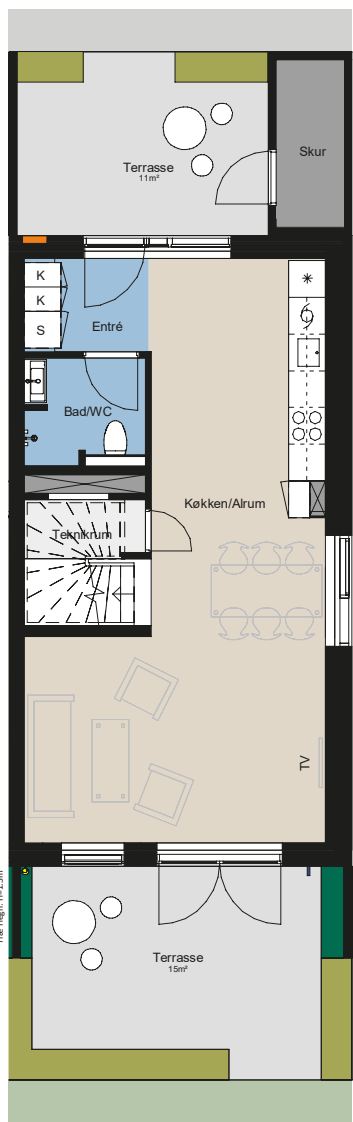 Skur
Terrasse
11m²
K
K
S
Entré
Bad/WC
Køkken/Alrum
Teknikrum
TV
Terrasse
15m²